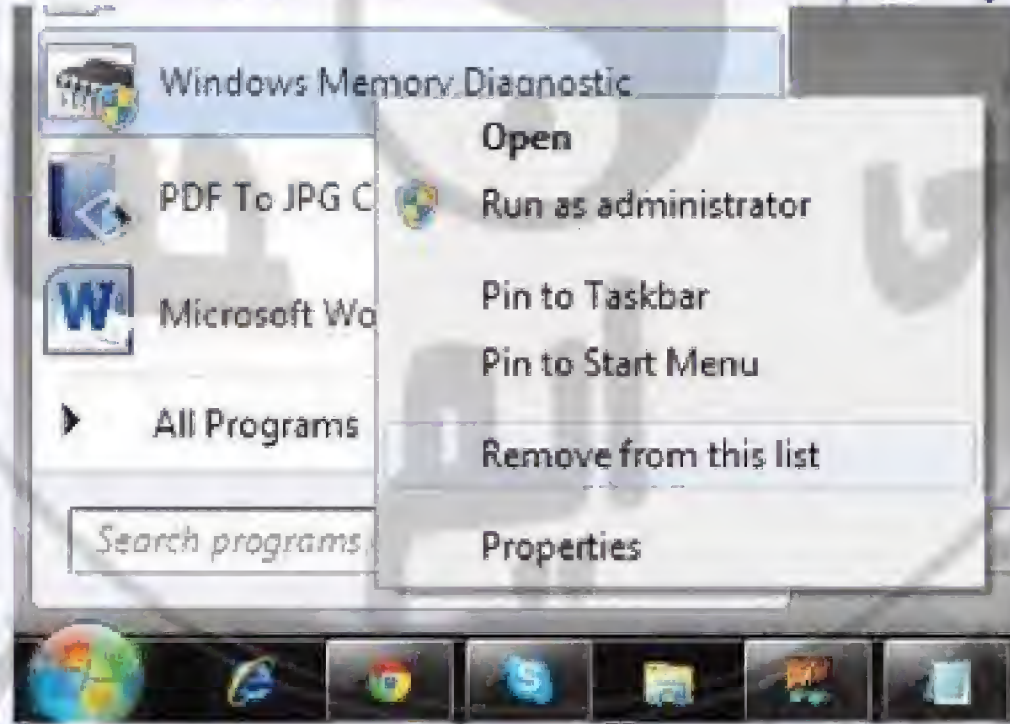 Windows Memory Diagnostic
Open
PDF To JPG C
Run as administrator
Pin to Taskbar
Microsoft Wo
Pin to Start Menu
All Programs
Remove from this list
Search programs
Properties